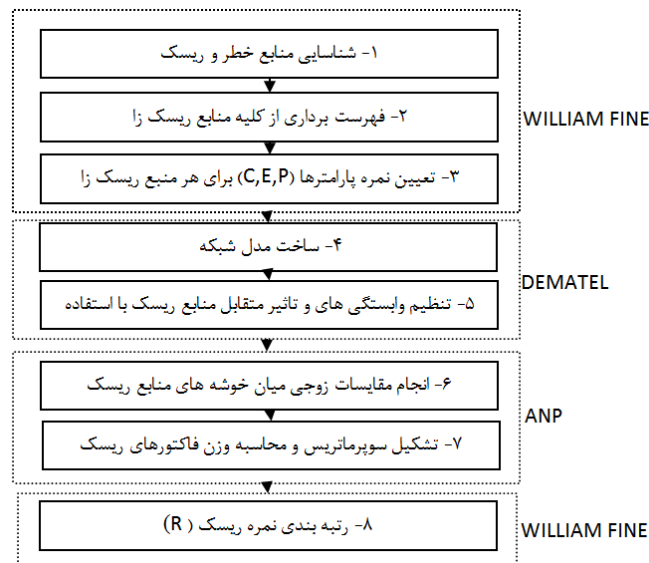 ۱- شناسایی منابع خطر و ریسک
۲- فهرست برداری از کلیه منابع ریسک زا
WILLIAM FINE
۳- تعیین نمره پارامترها (C,E,P) برای هر منبع ریسک زا
۴- ساخت مدل شبکه
DEMATEL
۵- تنظیم وابستگی های و تاثیر متقابل منابع ریسک با استفاده
۶- انجام مقایسات زوجی میان خوشه های منابع ریسک
ANP
۷- تشکیل سوپرماتریس و محاسبه وزن فاکتورهای ریسک
۸- رتبه بندی نمره ریسک ( R)
WILLIAM FINE